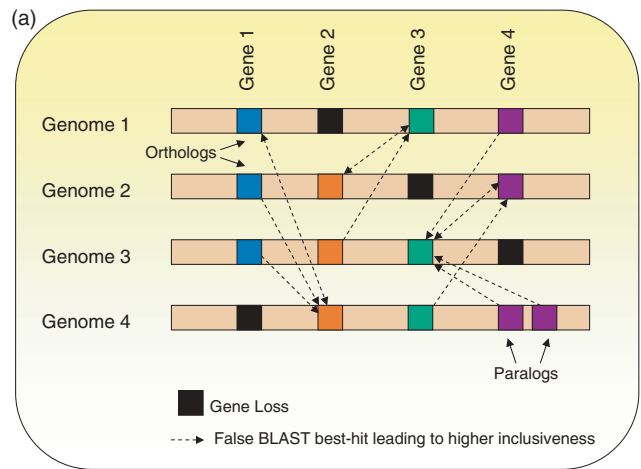 (a)
Gene 1
Gene 2
Gene 3
Gene 4
Genome 1
Orthologs
Genome 2
Genome 3
Genome 4
Paralogs
Gene Loss
False BLAST best-hit leading to higher inclusiveness